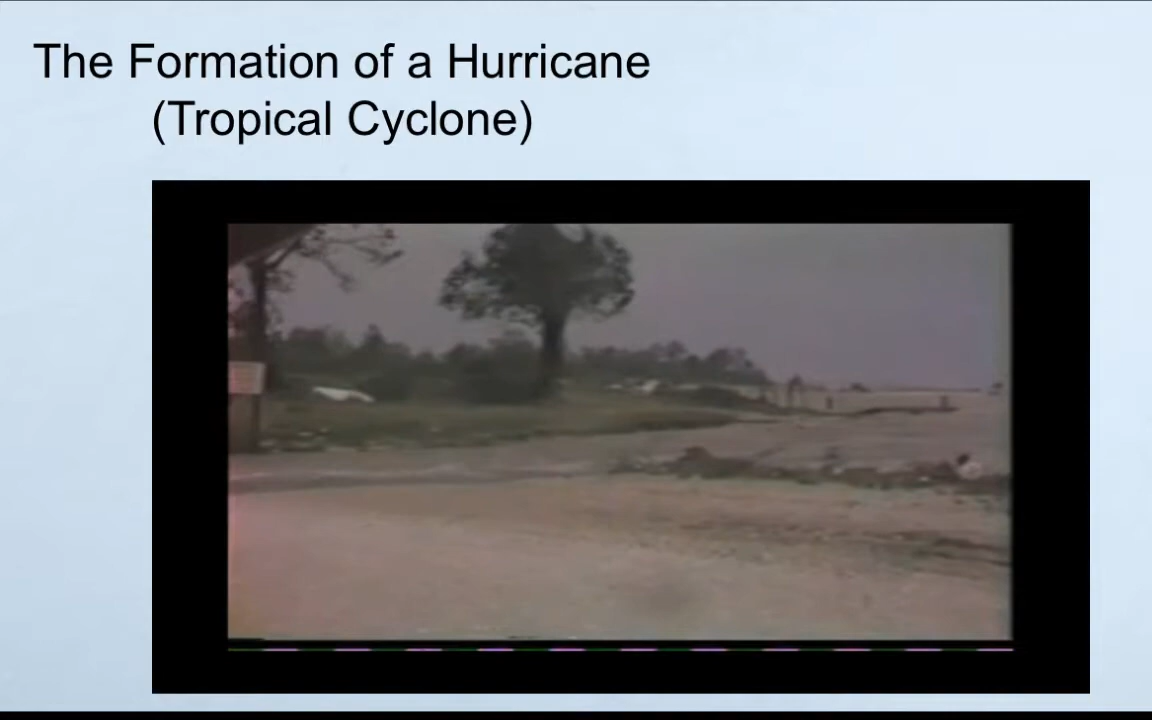 The Formation of a Hurricane
(Tropical Cyclone)